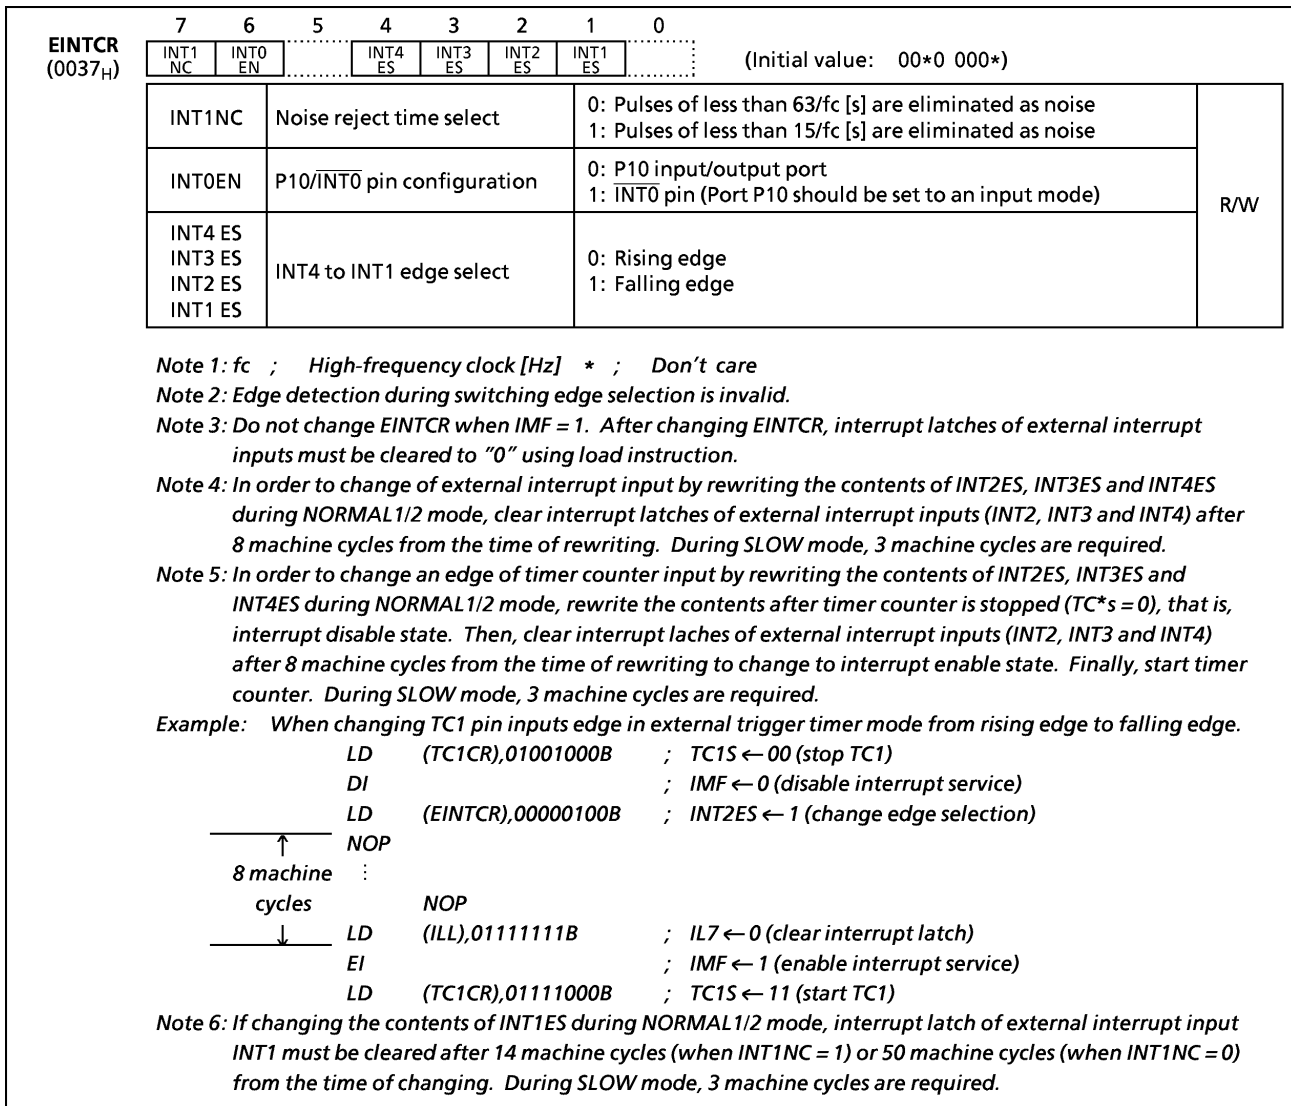 7 6 5 4 3 2 1 0
EINTCR
(0037H)
INT1 NC INT0 EN INT4 ES INT3 ES INT2 ES INT1 ES
(Initial value: 00*0 000*)
INT1NC Noise reject time select
0: Pulses of less than 63/fc [s] are eliminated as noise
1: Pulses of less than 15/fc [s] are eliminated as noise
INT0EN P10/INT0 pin configuration
0: P10 input/output port
1: INT0 pin (Port P10 should be set to an input mode)
R/W
INT4 ES
INT3 ES
INT2 ES
INT1 ES
INT4 to INT1 edge select
0: Rising edge
1: Falling edge
Note 1: fc ; High-frequency clock [Hz] * ; Don't care
Note 2: Edge detection during switching edge selection is invalid.
Note 3: Do not change EINTCR when IMF = 1. After changing EINTCR, interrupt latches of external interrupt
inputs must be cleared to "0" using load instruction.
Note 4: In order to change of external interrupt input by rewriting the contents of INT2ES, INT3ES and INT4ES
during NORMAL1/2 mode, clear interrupt latches of external interrupt inputs (INT2, INT3 and INT4) after
8 machine cycles from the time of rewriting. During SLOW mode, 3 machine cycles are required.
Note 5: In order to change an edge of timer counter input by rewriting the contents of INT2ES, INT3ES and
INT4ES during NORMAL1/2 mode, rewrite the contents after timer counter is stopped (TC*s = 0), that is,
interrupt disable state. Then, clear interrupt laches of external interrupt inputs (INT2, INT3 and INT4)
after 8 machine cycles from the time of rewriting to change to interrupt enable state. Finally, start timer
counter. During SLOW mode, 3 machine cycles are required.
Example: When changing TC1 pin inputs edge in external trigger timer mode from rising edge to falling edge.
LD (TC1CR),01001000B ; TC1S ← 00 (stop TC1)
DI ; IMF ← 0 (disable interrupt service)
LD (EINTCR),00000100B ; INT2ES ← 1 (change edge selection)
NOP
8 machine ⋮
cycles NOP
LD (ILL),01111111B ; IL7 ← 0 (clear interrupt latch)
EI ; IMF ← 1 (enable interrupt service)
LD (TC1CR),01111000B ; TC1S ← 11 (start TC1)
Note 6: If changing the contents of INT1ES during NORMAL1/2 mode, interrupt latch of external interrupt input
INT1 must be cleared after 14 machine cycles (when INT1NC = 1) or 50 machine cycles (when INT1NC = 0)
from the time of changing. During SLOW mode, 3 machine cycles are required.